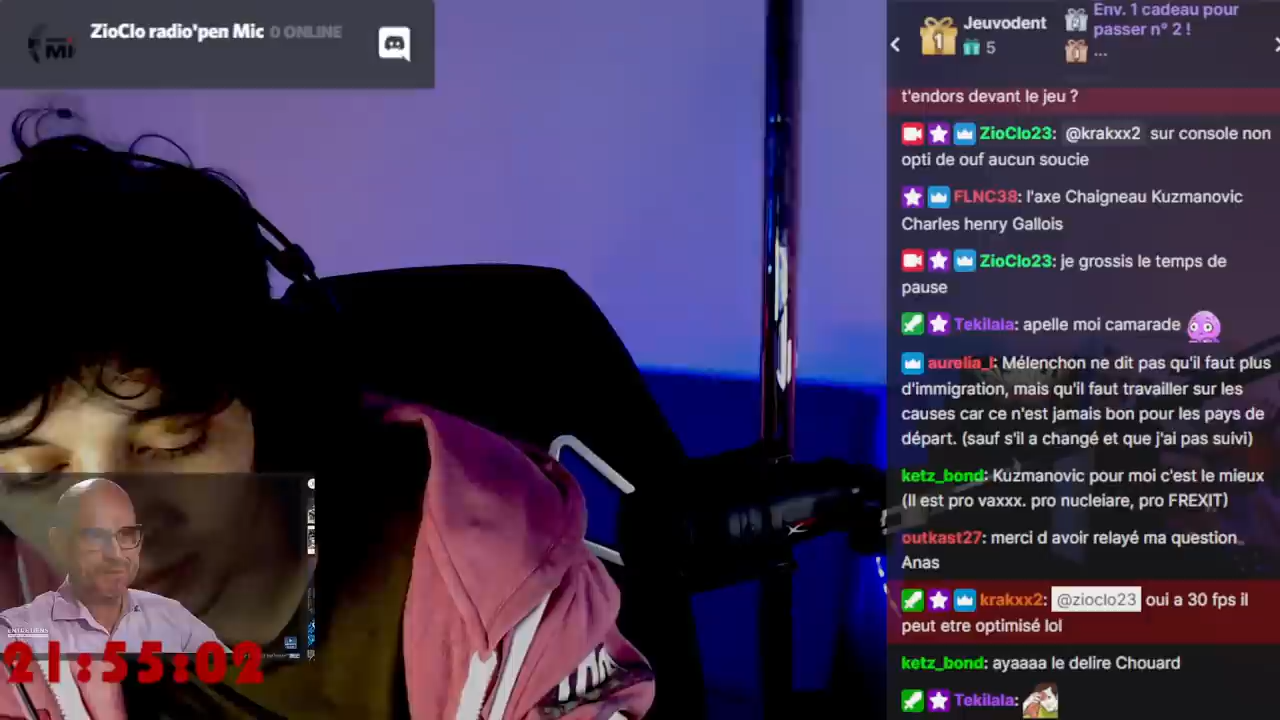 ZioClo radio'pen Mic 0 ONLINE
MI
Jeuvodent
1
5
2
Env. 1 cadeau pour
passer n° 2 !
3
...
t'endors devant le jeu ?
ZioClo23: @krakxx2 sur console non
opti de ouf aucun soucie
FLNC38: l'axe Chaigneau Kuzmanovic
Charles henry Gallois
ZioClo23: je grossis le temps de
pause
Tekilala: apelle moi camarade
aurelia_l: Mélenchon ne dit pas qu'il faut plus
d'immigration, mais qu'il faut travailler sur les
causes car ce n'est jamais bon pour les pays de
départ. (sauf s'il a changé et que j'ai pas suivi)
ketz_bond: Kuzmanovic pour moi c'est le mieux
(Il est pro vaxxx. pro nucleiare, pro FREXIT)
outkast27: merci d avoir relayé ma question
Anas
krakxx2: @zioclo23 oui a 30 fps il
peut etre optimisé lol
ketz_bond: ayaaaa le delire Chouard
Tekilala:
ENTRETIENS
21:55:02